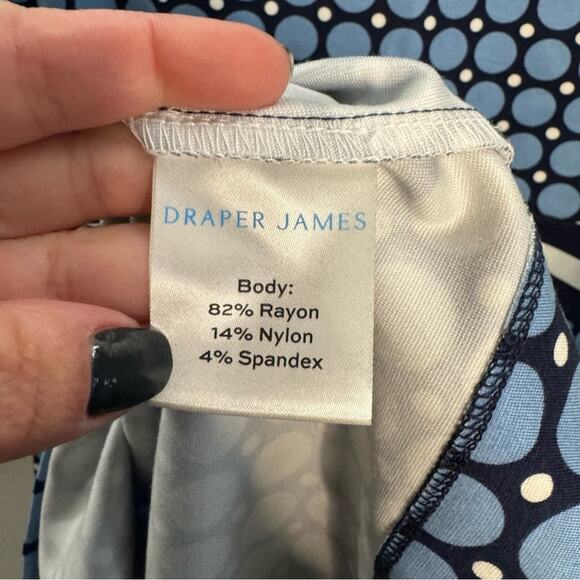 DRAPER JAMES
Body:
82% Rayon
14% Nylon
4% Spandex